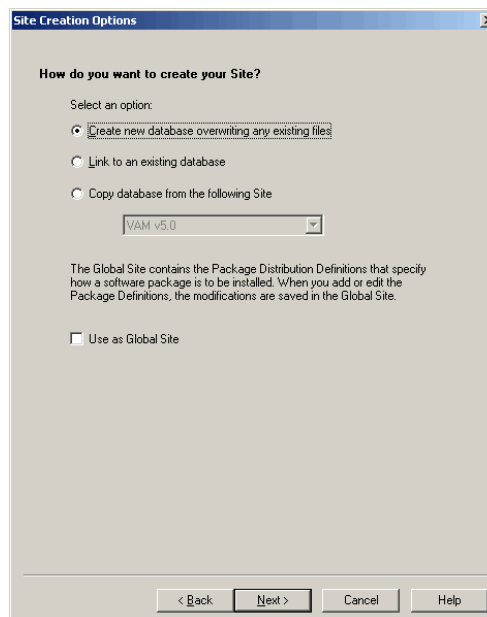 Site Creation Options
How do you want to create your Site?
Select an option:
Create new database overwriting any existing files
Link to an existing database
Copy database from the following Site
VAM v5.0
The Global Site contains the Package Distribution Definitions that specify
how a software package is to be installed. When you add or edit the
Package Definitions, the modifications are saved in the Global Site.
Use as Global Site
< Back Next > Cancel Help